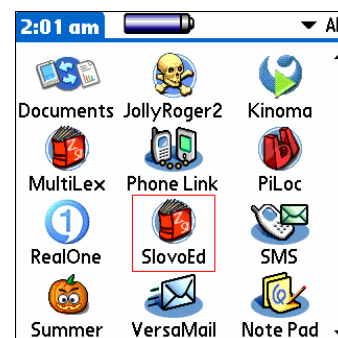 2:01 am
Documents JollyRoger2 Kinoma
MultiLex Phone Link PiLoc
RealOne SlovoEd SMS
Summer VersaMail Note Pad